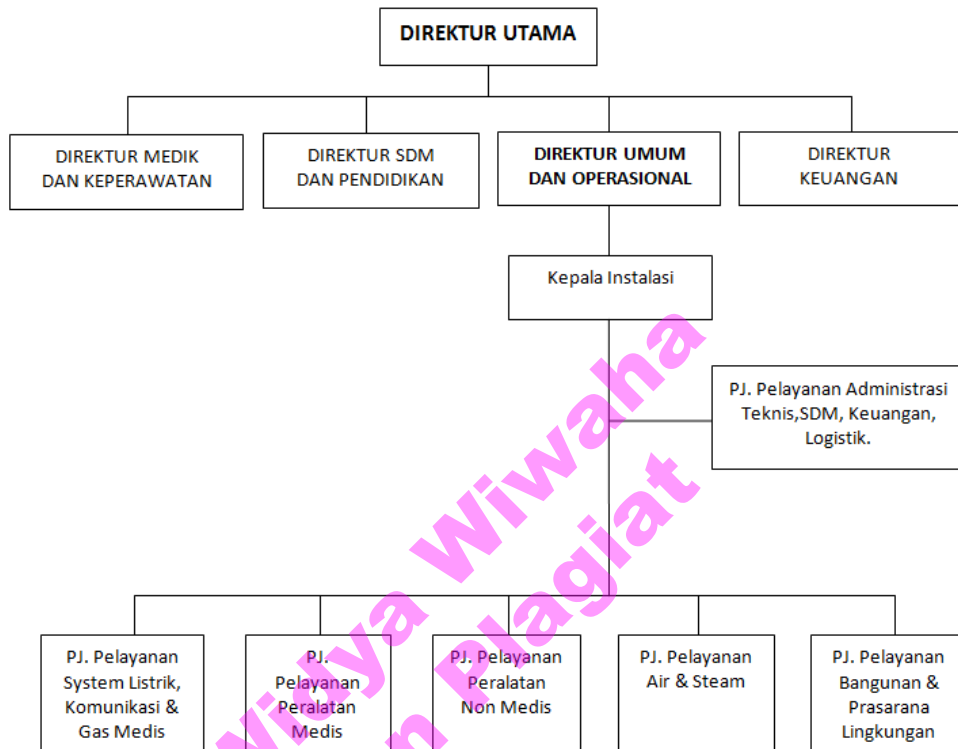 DIREKTUR UTAMA
DIREKTUR MEDIK
DAN KEPERAWATAN
DIREKTUR SDM
DAN PENDIDIKAN
DIREKTUR UMUM
DAN OPERASIONAL
DIREKTUR
KEUANGAN
Kepala Instalasi
PJ. Pelayanan Administrasi
Teknis,SDM, Keuangan,
Logistik.
PJ. Pelayanan
System Listrik,
Komunikasi &
Gas Medis
PJ.
Pelayanan
Peralatan
Medis
PJ. Pelayanan
Peralatan
Non Medis
PJ. Pelayanan
Air & Steam
PJ. Pelayanan
Bangunan &
Prasarana
Lingkungan
Widya Wiwaha
Plagiat